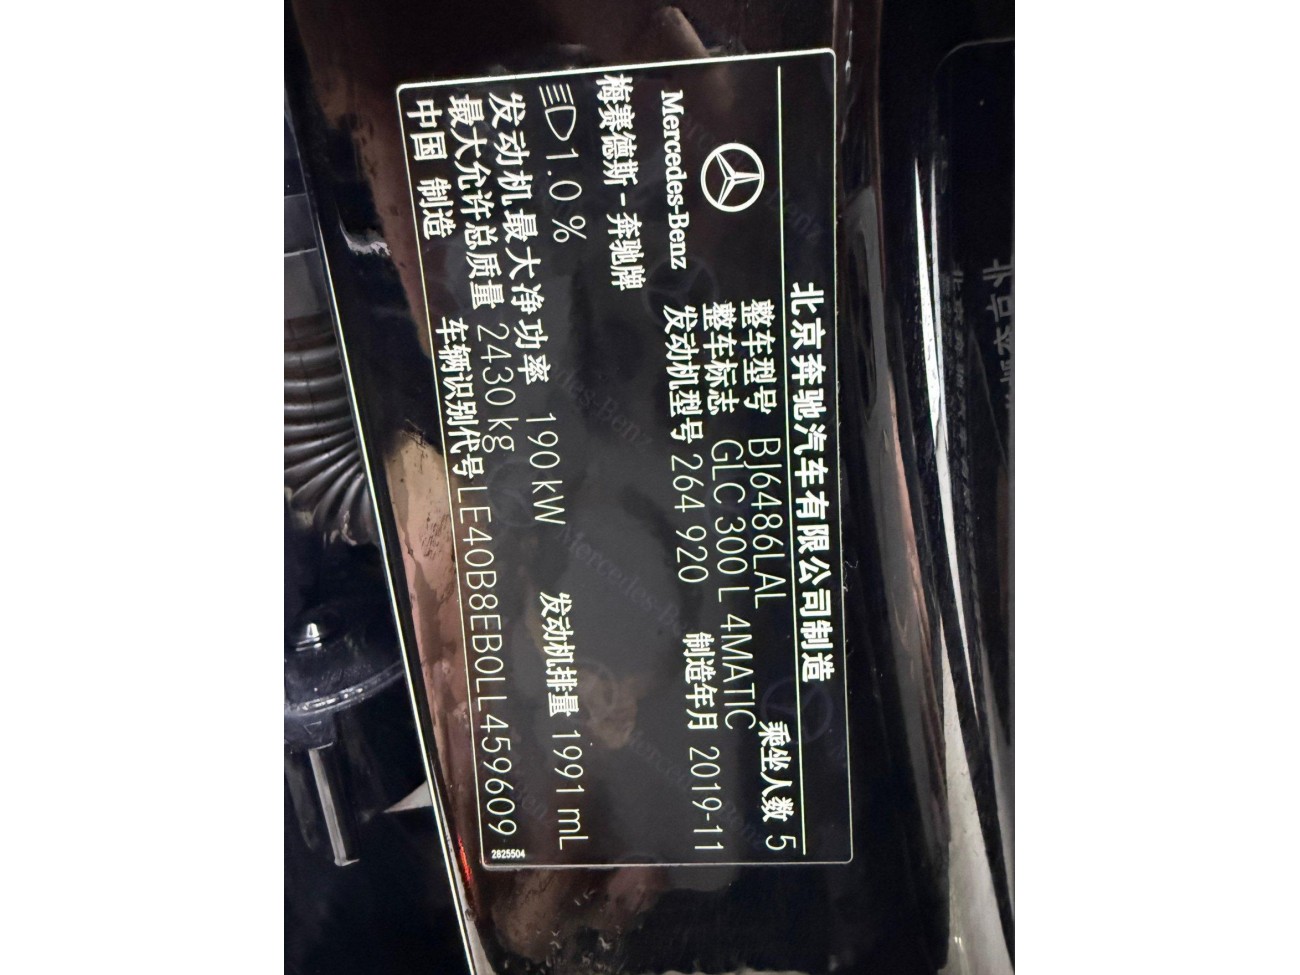 北京奔驰汽车有限公司制造
整车型号 BJ6486LAL 乘坐人数 5
整车标志 GLC 300 L 4MATIC
Mercedes-Benz
发动机型号 264 920 制造年月 2019-11
梅赛德斯-奔驰牌
1.0 % 发动机排量 1991 mL
发动机最大净功率 190 kW
最大允许总质量 2430 kg
中国 制造 车辆识别代号 LE40B8EB0LL459609
2825504